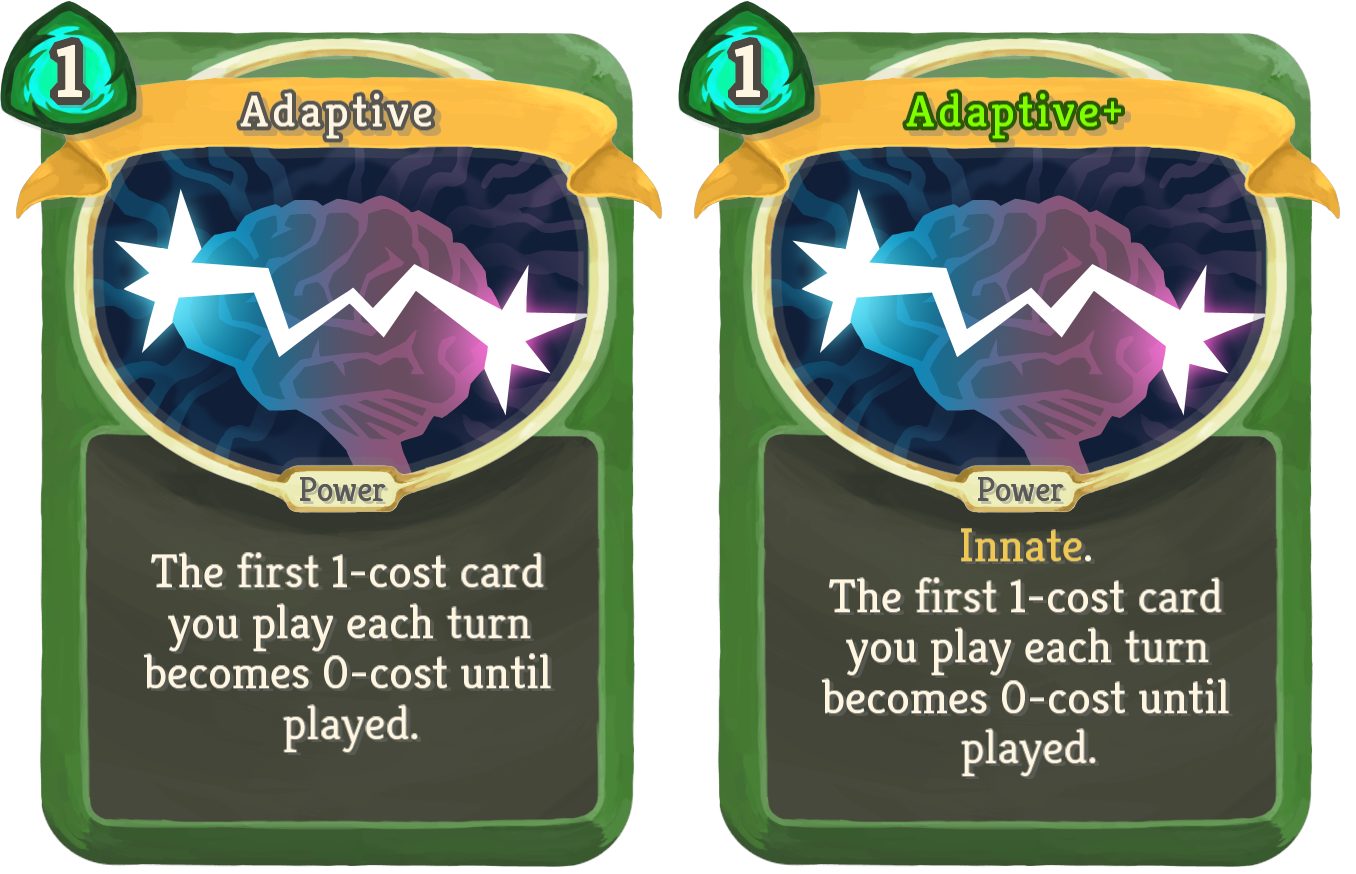 1
Adaptive
Power
The first 1-cost card
you play each turn
becomes 0-cost until
played.
1
Adaptive+
Power
Innate.
The first 1-cost card
you play each turn
becomes 0-cost until
played.